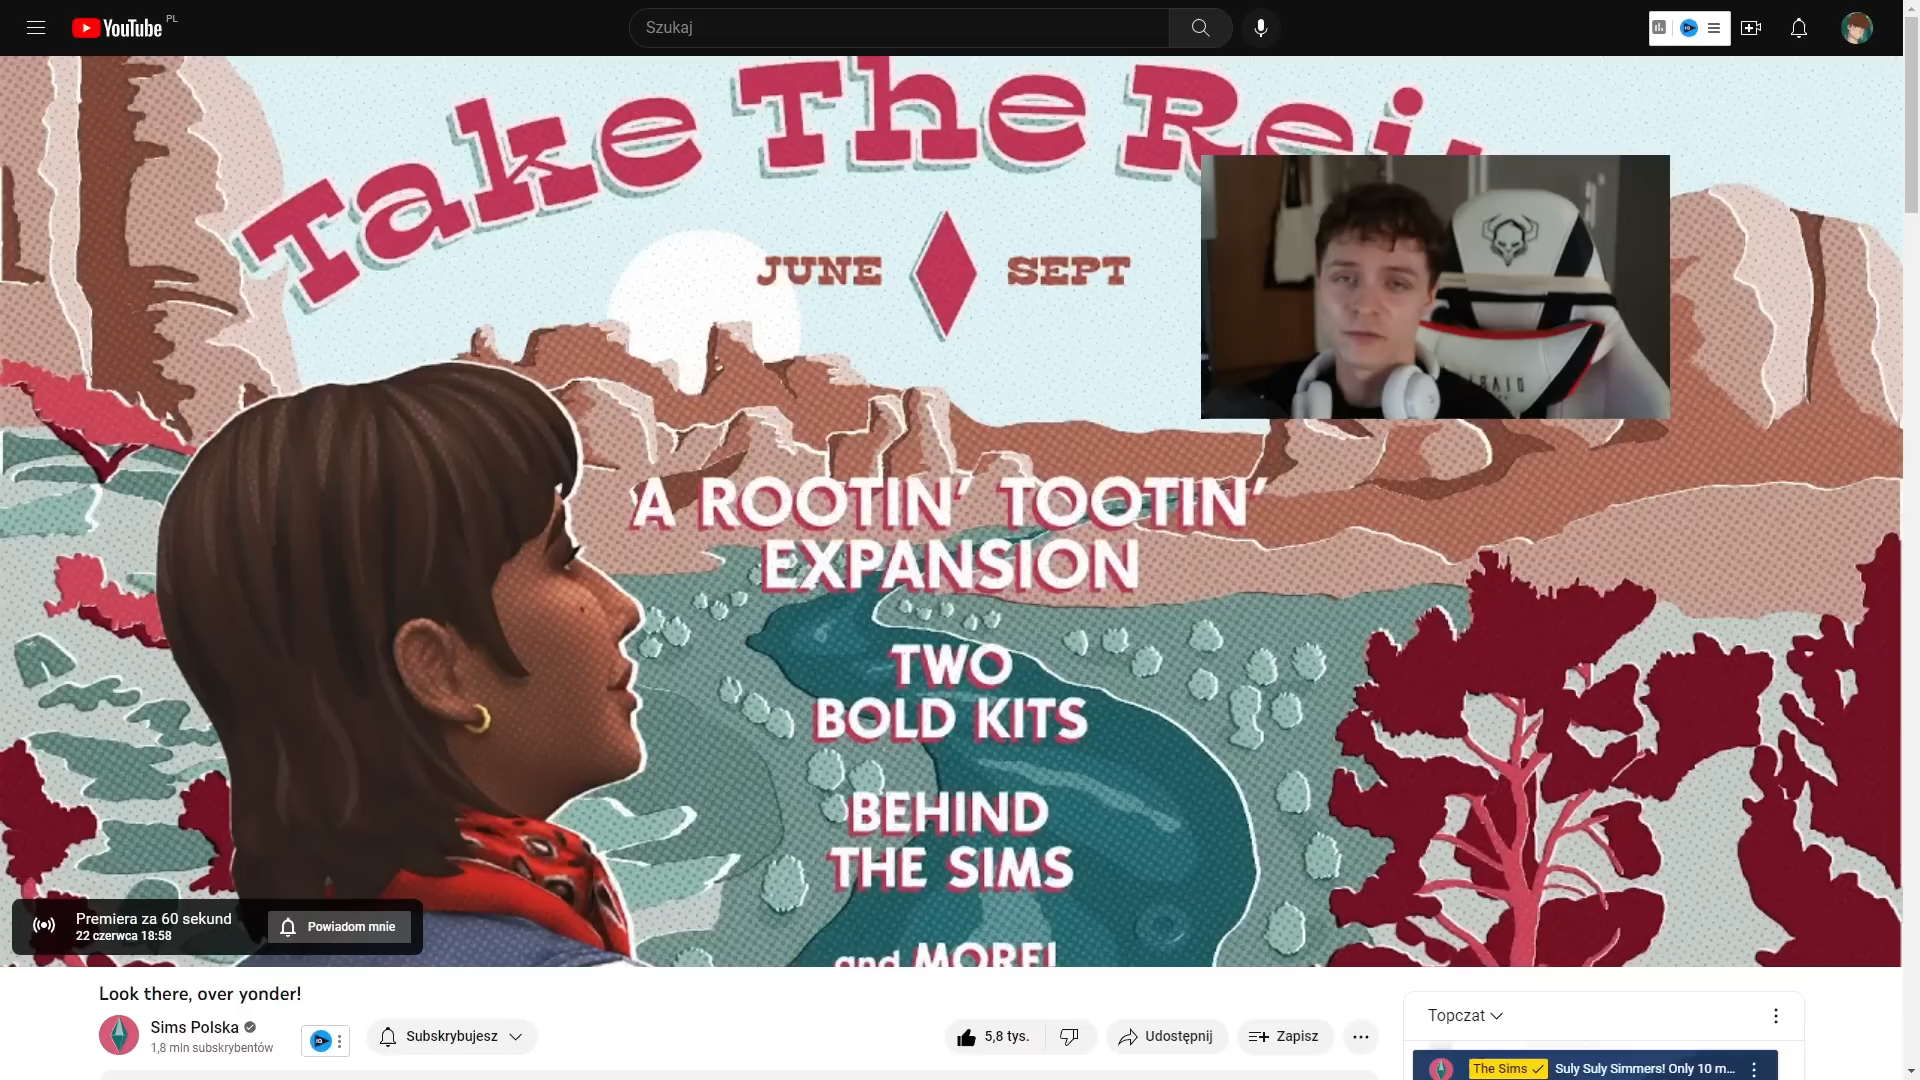 YouTube PL
Szukaj
Take The Rei
JUNE SEPT
A ROOTIN' TOOTIN'
EXPANSION
TWO
BOLD KITS
BEHIND
THE SIMS
and MORE!
Premiera za 60 sekund
22 czerwca 18:58
Powiadom mnie
Look there, over yonder!
Sims Polska
1,8 mln subskrybentów
Subskrybujesz
5,8 tys.
Udostępnij
Zapisz
Topczat
The Sims
Suly Suly Simmers! Only 10 m...